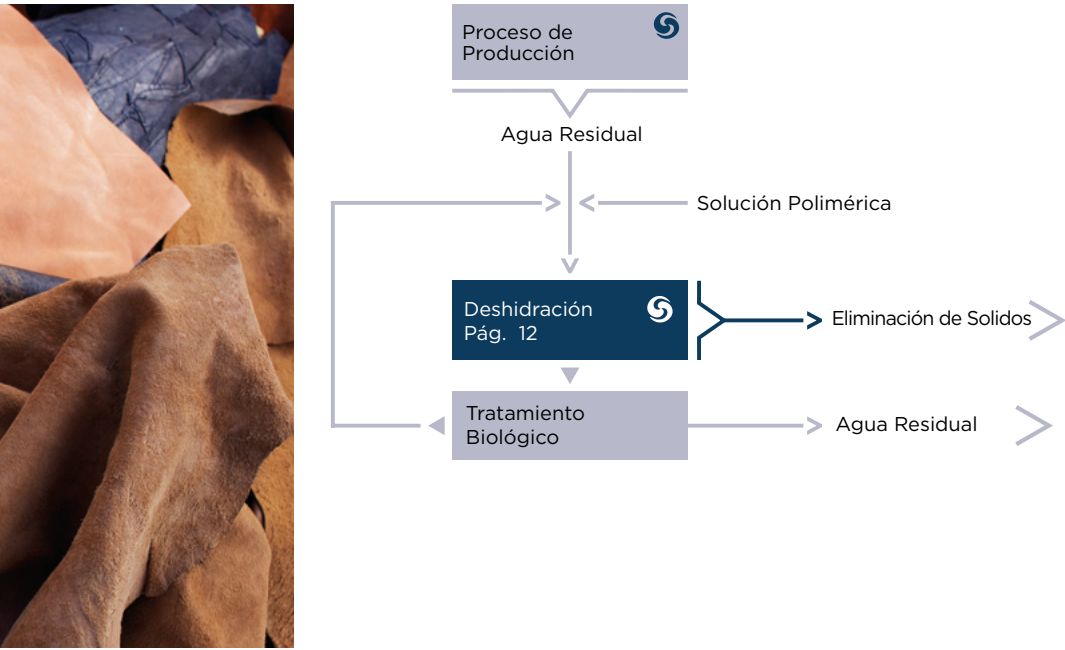 Proceso de
Producción
Agua Residual
Solución Polimérica
Deshidración
Pág. 12
Eliminación de Solidos
Tratamiento
Biológico
Agua Residual